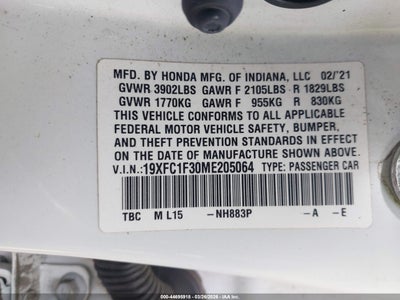 MFD. BY HONDA MFG. OF INDIANA, LLC 02/'21
GVWR 3902LBS GAWR F 2105LBS R 1829LBS
GVWR 1770KG GAWR F 955KG R 830KG
THIS VEHICLE CONFORMS TO ALL APPLICABLE
FEDERAL MOTOR VEHICLE SAFETY, BUMPER,
AND THEFT PREVENTION STANDARDS IN EFFECT
ON THE DATE OF MANUFACTURE SHOWN ABOVE.
V.I.N.:19XFC1F30ME205064 TYPE: PASSENGER CAR
TBC M L15 -NH883P -A -E